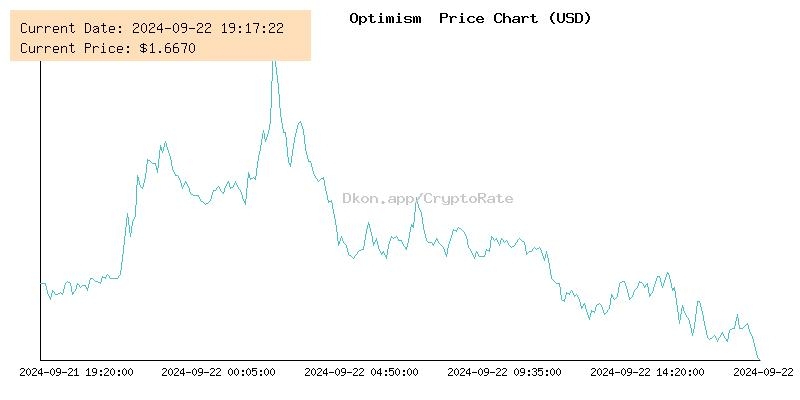 Optimism  Price Chart (USD)
Current Date: 2024-09-22 19:17:22
Current Price: $1.6670
Dkon.app/CryptoRate
2024-09-21 19:20:00 2024-09-22 00:05:00 2024-09-22 04:50:00 2024-09-22 09:35:00 2024-09-22 14:20:00 2024-09-22